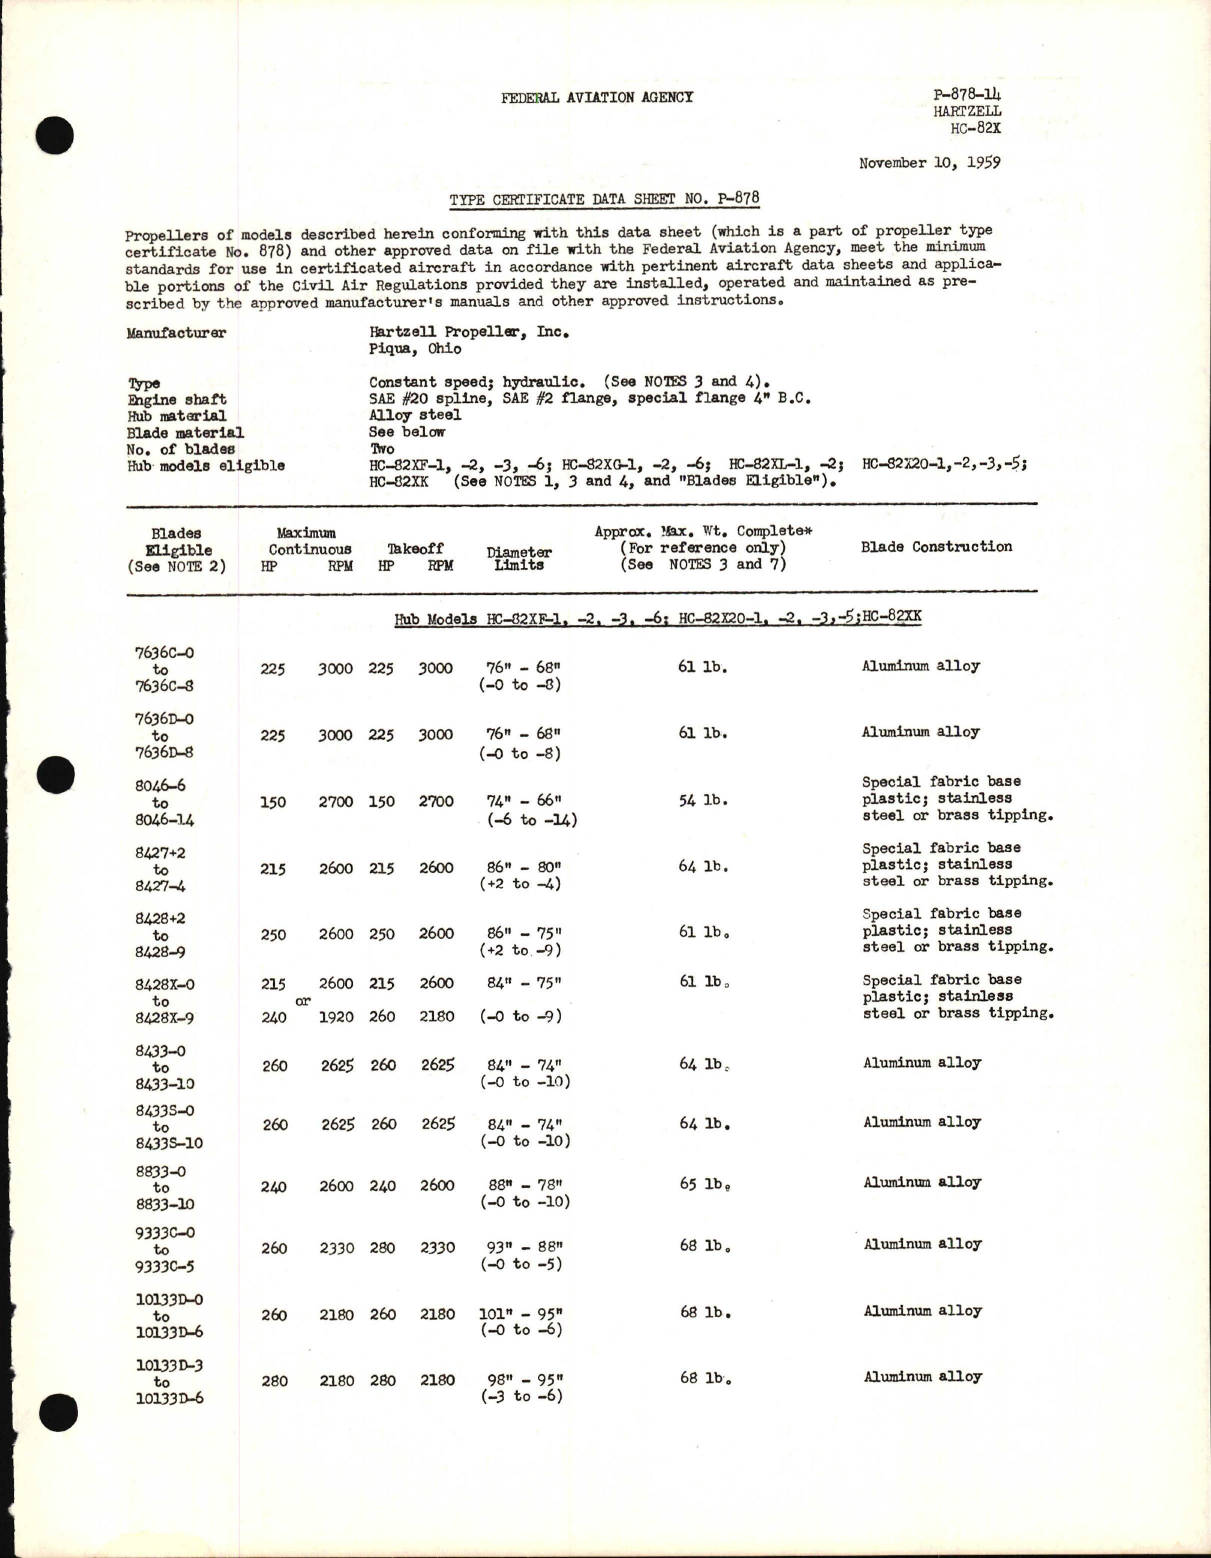 FEDERAL AVIATION AGENCY
P-878-14
HARTZELL
HC-82X
November 10, 1959
TYPE CERTIFICATE DATA SHEET NO. P-878
Propellers of models described herein conforming with this data sheet (which is a part of propeller type
certificate No. 878) and other approved data on file with the Federal Aviation Agency, meet the minimum
standards for use in certificated aircraft in accordance with pertinent aircraft data sheets and applica-
ble portions of the Civil Air Regulations provided they are installed, operated and maintained as pre-
scribed by the approved manufacturer's manuals and other approved instructions.
Manufacturer Hartzell Propeller, Inc.
Piqua, Ohio
Type Constant speed; hydraulic. (See NOTES 3 and 4).
Engine shaft SAE #20 spline, SAE #2 flange, special flange 4" B.C.
Hub material Alloy steel
Blade material See below
No. of blades Two
Hub models eligible HC-82XF-1, -2, -3, -6; HC-82XG-1, -2, -6; HC-82XL-1, -2; HC-82X20-1,-2,-3,-5;
HC-82XK (See NOTES 1, 3 and 4, and "Blades Eligible").
Blades Maximum Approx. Max. Wt. Complete*
Eligible Continuous Takeoff Diameter (For reference only) Blade Construction
(See NOTE 2) HP RPM HP RPM Limits (See NOTES 3 and 7)
Hub Models HC-82XF-1, -2, -3, -6; HC-82X20-1, -2, -3,-5;HC-82XK
7636C-0
to 225 3000 225 3000 76" - 68" 61 lb. Aluminum alloy
7636C-8 (-0 to -8)
7636D-0
to 225 3000 225 3000 76" - 68" 61 lb. Aluminum alloy
7636D-8 (-0 to -8)
8046-6 Special fabric base
to 150 2700 150 2700 74" - 66" 54 lb. plastic; stainless
8046-14 (-6 to -14) steel or brass tipping.
8427+2 Special fabric base
to 215 2600 215 2600 86" - 80" 64 lb. plastic; stainless
8427-4 (+2 to -4) steel or brass tipping.
8428+2 Special fabric base
to 250 2600 250 2600 86" - 75" 61 lb. plastic; stainless
8428-9 (+2 to -9) steel or brass tipping.
8428X-0 215 2600 215 2600 84" - 75" 61 lb. Special fabric base
to or plastic; stainless
8428X-9 240 1920 260 2180 (-0 to -9) steel or brass tipping.
8433-0
to 260 2625 260 2625 84" - 74" 64 lb. Aluminum alloy
8433-10 (-0 to -10)
8433S-0
to 260 2625 260 2625 84" - 74" 64 lb. Aluminum alloy
8433S-10 (-0 to -10)
8833-0
to 240 2600 240 2600 88" - 78" 65 lb. Aluminum alloy
8833-10 (-0 to -10)
9333C-0
to 260 2330 280 2330 93" - 88" 68 lb. Aluminum alloy
9333C-5 (-0 to -5)
10133D-0
to 260 2180 260 2180 101" - 95" 68 lb. Aluminum alloy
10133D-6 (-0 to -6)
10133D-3
to 280 2180 280 2180 98" - 95" 68 lb. Aluminum alloy
10133D-6 (-3 to -6)